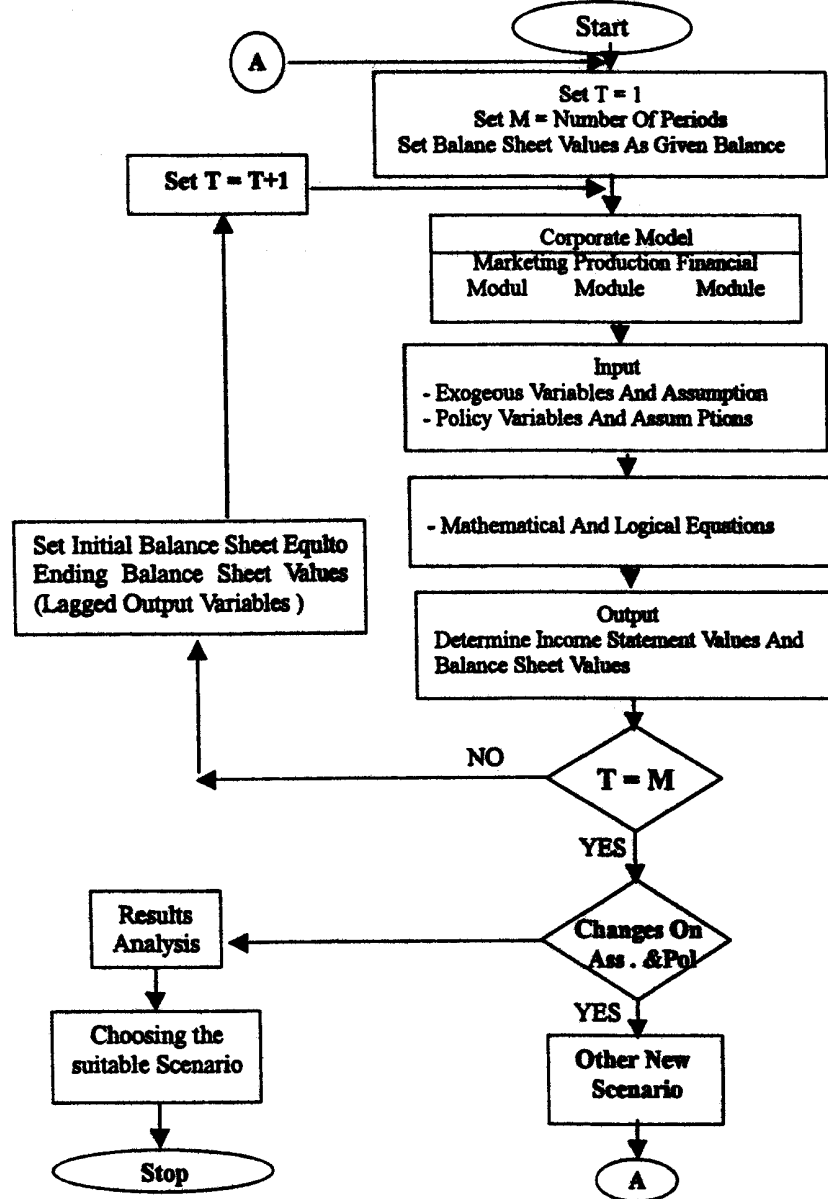 Start
A
Set T = 1
Set M = Number Of Periods
Set Balane Sheet Values As Given Balance
Set T = T+1
Corporate Model
Marketing Production Financial
Modul Module Module
Input
- Exogeous Variables And Assumption
- Policy Variables And Assum Ptions
- Mathematical And Logical Equations
Set Initial Balance Sheet Equlto
Ending Balance Sheet Values
(Lagged Output Variables )
Output
Determine Income Statement Values And
Balance Sheet Values
NO
T = M
YES
Results
Analysis
Changes On
Ass . &Pol
YES
Choosing the
suitable Scenario
Other New
Scenario
Stop
A